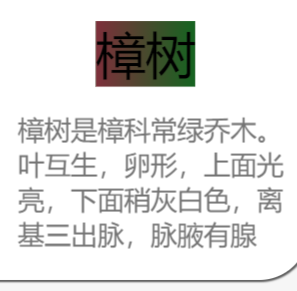 樟树
樟树是樟科常绿乔木。
叶互生，卵形，上面光
亮，下面稍灰白色，离
基三出脉，脉腋有腺